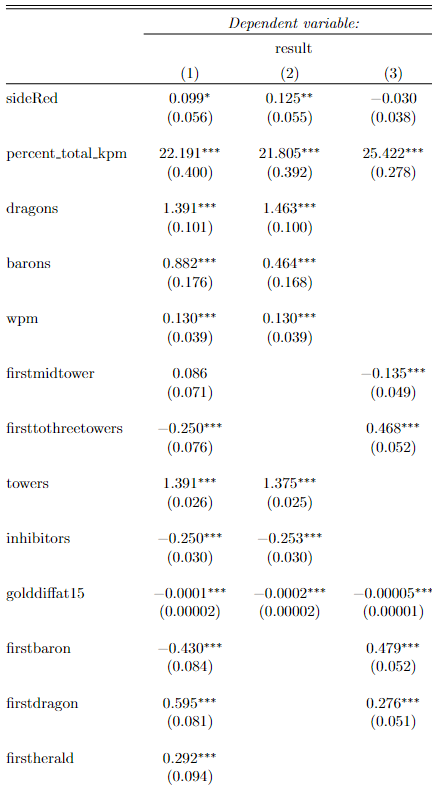 Dependent variable:
result
(1) (2) (3)
sideRed 0.099* 0.125** −0.030
(0.056) (0.055) (0.038)
percent_total_kpm 22.191*** 21.805*** 25.422***
(0.400) (0.392) (0.278)
dragons 1.391*** 1.463***
(0.101) (0.100)
barons 0.882*** 0.464***
(0.176) (0.168)
wpm 0.130*** 0.130***
(0.039) (0.039)
firstmidtower 0.086 −0.135***
(0.071) (0.049)
firsttothreetowers −0.250*** 0.468***
(0.076) (0.052)
towers 1.391*** 1.375***
(0.026) (0.025)
inhibitors −0.250*** −0.253***
(0.030) (0.030)
golddiffat15 −0.0001*** −0.0002*** −0.00005***
(0.00002) (0.00002) (0.00001)
firstbaron −0.430*** 0.479***
(0.084) (0.052)
firstdragon 0.595*** 0.276***
(0.081) (0.051)
firstherald 0.292***
(0.094)